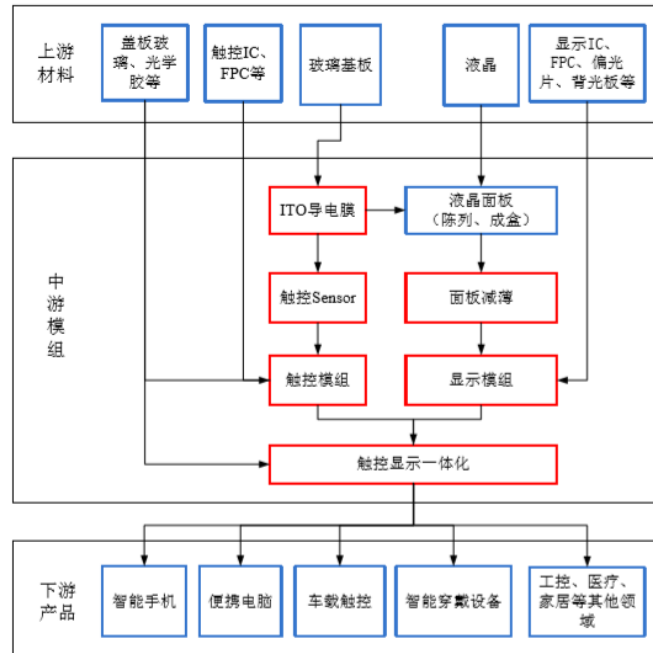 上游
材料
盖板玻
璃、光学
胶等
触控IC、
FPC等
玻璃基板
液晶
显示IC、
FPC、偏光
片、背光板等
中
游
模
组
ITO导电膜
液晶面板
（陈列、成盒）
触控Sensor
面板减薄
触控模组
显示模组
触控显示一体化
下游
产品
智能手机
便携电脑
车载触控
智能穿戴设备
工控、医疗、
家居等其他领
域